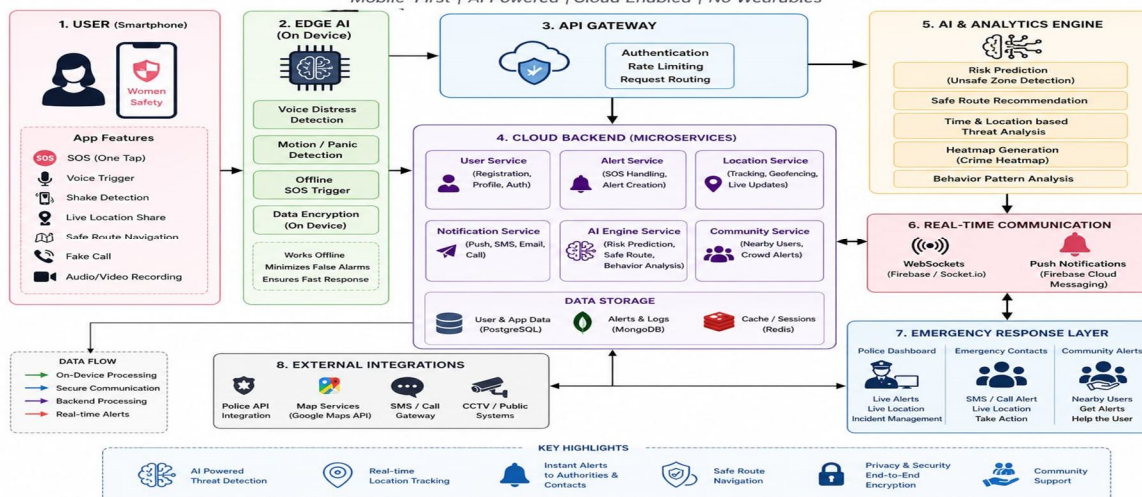 Mobile-First | AI Powered | Cloud Enabled | No Wearables
1. USER (Smartphone)
Women
Safety
App Features
SOS
SOS (One Tap)
Voice Trigger
Shake Detection
Live Location Share
Safe Route Navigation
Fake Call
Audio/Video Recording
2. EDGE AI
(On Device)
Voice Distress
Detection
Motion / Panic
Detection
Offline
SOS Trigger
Data Encryption
(On Device)
Works Offline
Minimizes False Alarms
Ensures Fast Response
3. API GATEWAY
Authentication
Rate Limiting
Request Routing
4. CLOUD BACKEND (MICROSERVICES)
User Service
(Registration,
Profile, Auth)
Alert Service
(SOS Handling,
Alert Creation)
Location Service
(Tracking, Geofencing,
Live Updates)
Notification Service
(Push, SMS, Email,
Call)
AI Engine Service
(Risk Prediction,
Safe Route,
Behavior Analysis)
Community Service
(Nearby Users,
Crowd Alerts)
DATA STORAGE
User & App Data
(PostgreSQL)
Alerts & Logs
(MongoDB)
Cache / Sessions
(Redis)
5. AI & ANALYTICS ENGINE
Risk Prediction
(Unsafe Zone Detection)
Safe Route Recommendation
Time & Location based
Threat Analysis
Heatmap Generation
(Crime Heatmap)
Behavior Pattern Analysis
6. REAL-TIME COMMUNICATION
WebSockets
(Firebase / Socket.io)
Push Notifications
(Firebase Cloud
Messaging)
7. EMERGENCY RESPONSE LAYER
Police Dashboard
Live Alerts
Live Location
Incident Management
Emergency Contacts
SMS / Call Alert
Live Location
Take Action
Community Alerts
Nearby Users
Get Alerts
Help the User
DATA FLOW
On-Device Processing
Secure Communication
Backend Processing
Real-time Alerts
8. EXTERNAL INTEGRATIONS
Police API
Integration
Map Services
(Google Maps API)
SMS / Call
Gateway
CCTV / Public
Systems
KEY HIGHLIGHTS
AI Powered
Threat Detection
Real-time
Location Tracking
Instant Alerts
to Authorities &
Contacts
Safe Route
Navigation
Privacy & Security
End-to-End
Encryption
Community
Support